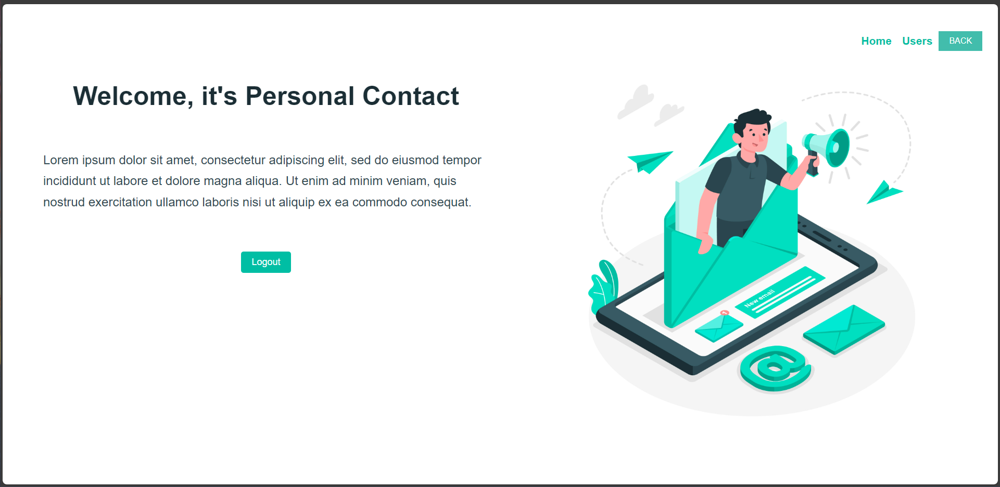 Home Users BACK
Welcome, it's Personal Contact
Lorem ipsum dolor sit amet, consectetur adipiscing elit, sed do eiusmod tempor
incididunt ut labore et dolore magna aliqua. Ut enim ad minim veniam, quis
nostrud exercitation ullamco laboris nisi ut aliquip ex ea commodo consequat.
Logout
New email
1
@